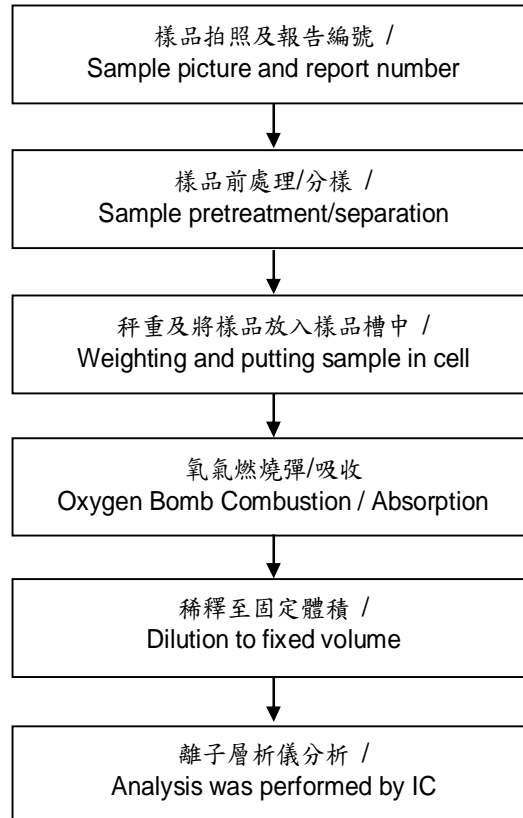 樣品拍照及報告編號 /
Sample picture and report number
樣品前處理/分樣 /
Sample pretreatment/separation
秤重及將樣品放入樣品槽中 /
Weighting and putting sample in cell
氧氣燃燒彈/吸收
Oxygen Bomb Combustion / Absorption
稀釋至固定體積 /
Dilution to fixed volume
離子層析儀分析 /
Analysis was performed by IC